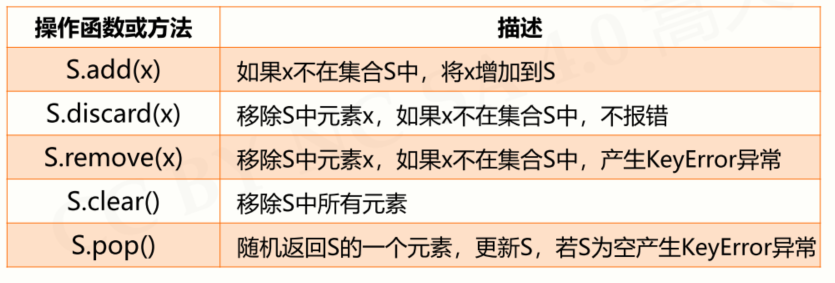 操作函数或方法 描述
S.add(x) 如果x不在集合S中，将x增加到S
S.discard(x) 移除S中元素x，如果x不在集合S中，不报错
S.remove(x) 移除S中元素x，如果x不在集合S中，产生KeyError异常
S.clear() 移除S中所有元素
S.pop() 随机返回S的一个元素，更新S，若S为空产生KeyError异常